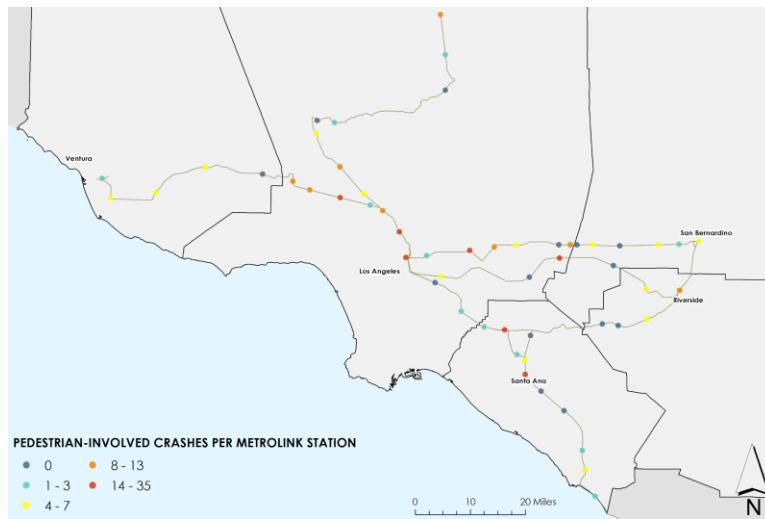 Ventura
San Bernardino
Los Angeles
Riverside
Santa Ana
PEDESTRIAN-INVOLVED CRASHES PER METROLINK STATION
0
8 - 13
1 - 3
14 - 35
4 - 7
0 10 20 Miles
N